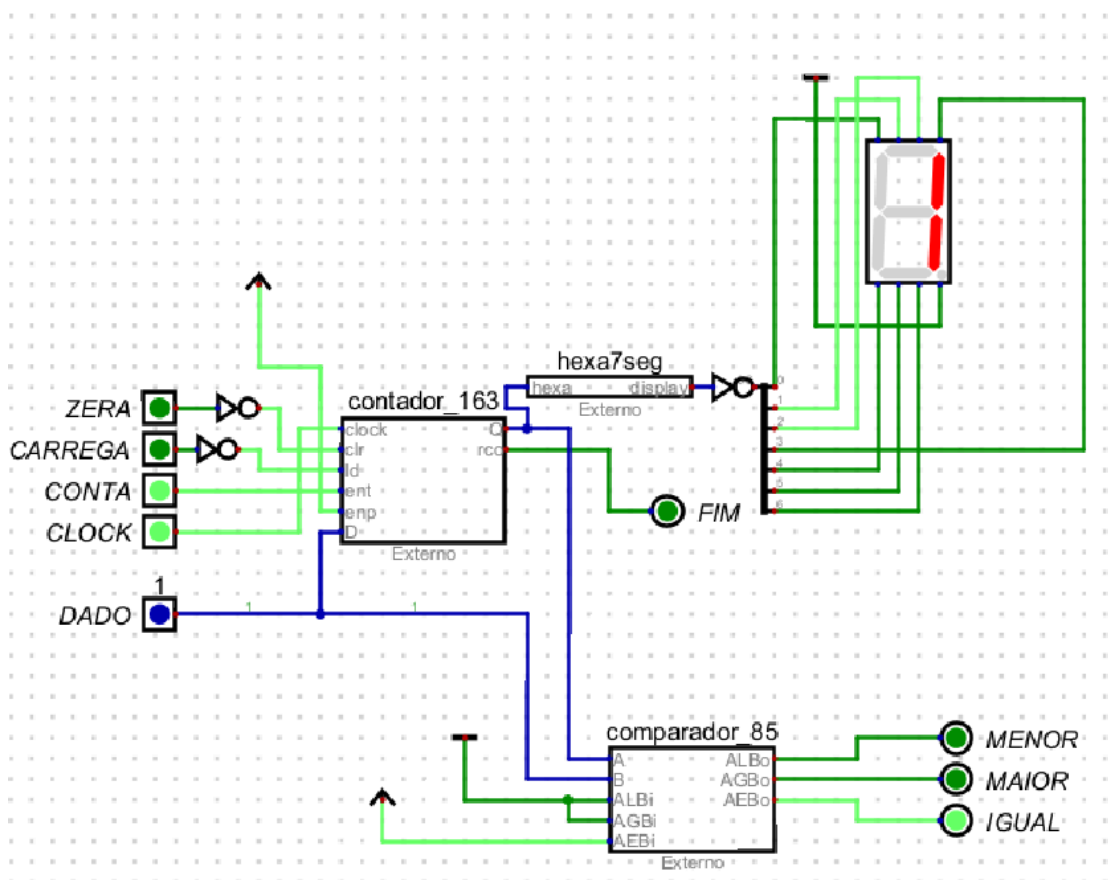 0
1
2
3
4
5
6
hexa7seg
hexa display
Externo
ZERA
CARREGA
CONTA
CLOCK
contador_163
clock Q
clr rco
ld
ent
enp
D
Externo
FIM
1
DADO
1 1
comparador_85
A ALBo
B AGBo
ALBi AEBo
AGBi
AEBi
Externo
MENOR
MAIOR
IGUAL